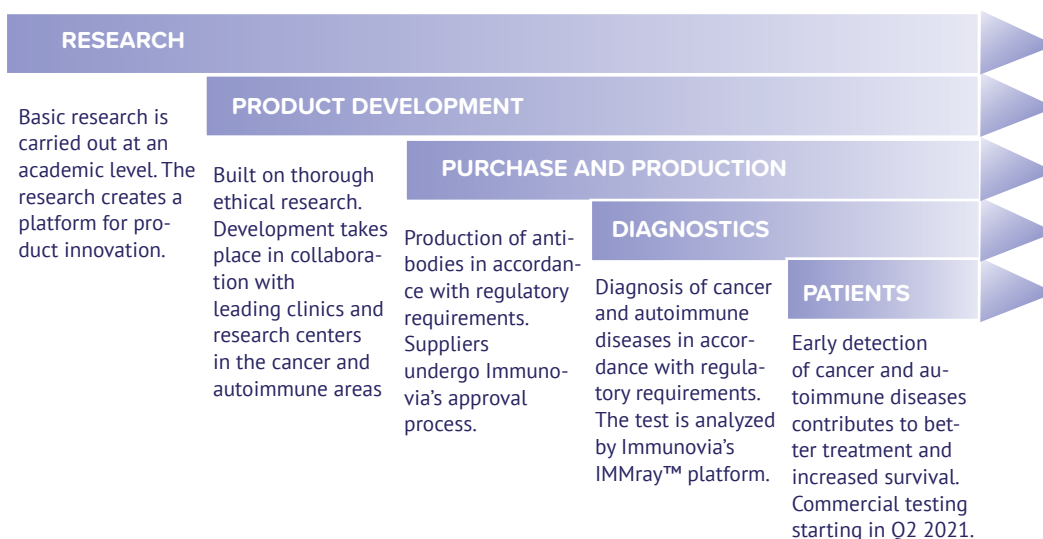 RESEARCH
Basic research is
carried out at an
academic level. The
research creates a
platform for pro-
duct innovation.
PRODUCT DEVELOPMENT
Built on thorough
ethical research.
Development takes
place in collabora-
tion with
leading clinics and
research centers
in the cancer and
autoimmune areas
PURCHASE AND PRODUCTION
Production of anti-
bodies in accordan-
ce with regulatory
requirements.
Suppliers
undergo Immuno-
via’s approval
process.
DIAGNOSTICS
Diagnosis of cancer
and autoimmune
diseases in accor-
dance with regula-
tory requirements.
The test is analyzed
by Immunovia’s
IMMray™ platform.
PATIENTS
Early detection
of cancer and au-
toimmune diseases
contributes to bet-
ter treatment and
increased survival.
Commercial testing
starting in Q2 2021.